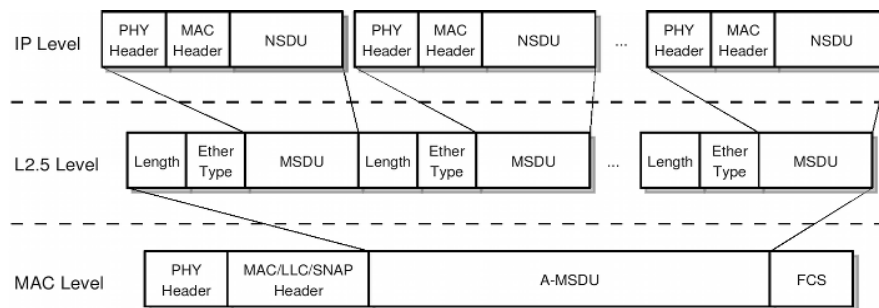 IP Level
PHY Header
MAC Header
NSDU
PHY Header
MAC Header
NSDU
...
PHY Header
MAC Header
NSDU
L2.5 Level
Length
Ether Type
MSDU
Length
Ether Type
MSDU
...
Length
Ether Type
MSDU
MAC Level
PHY Header
MAC/LLC/SNAP Header
A-MSDU
FCS